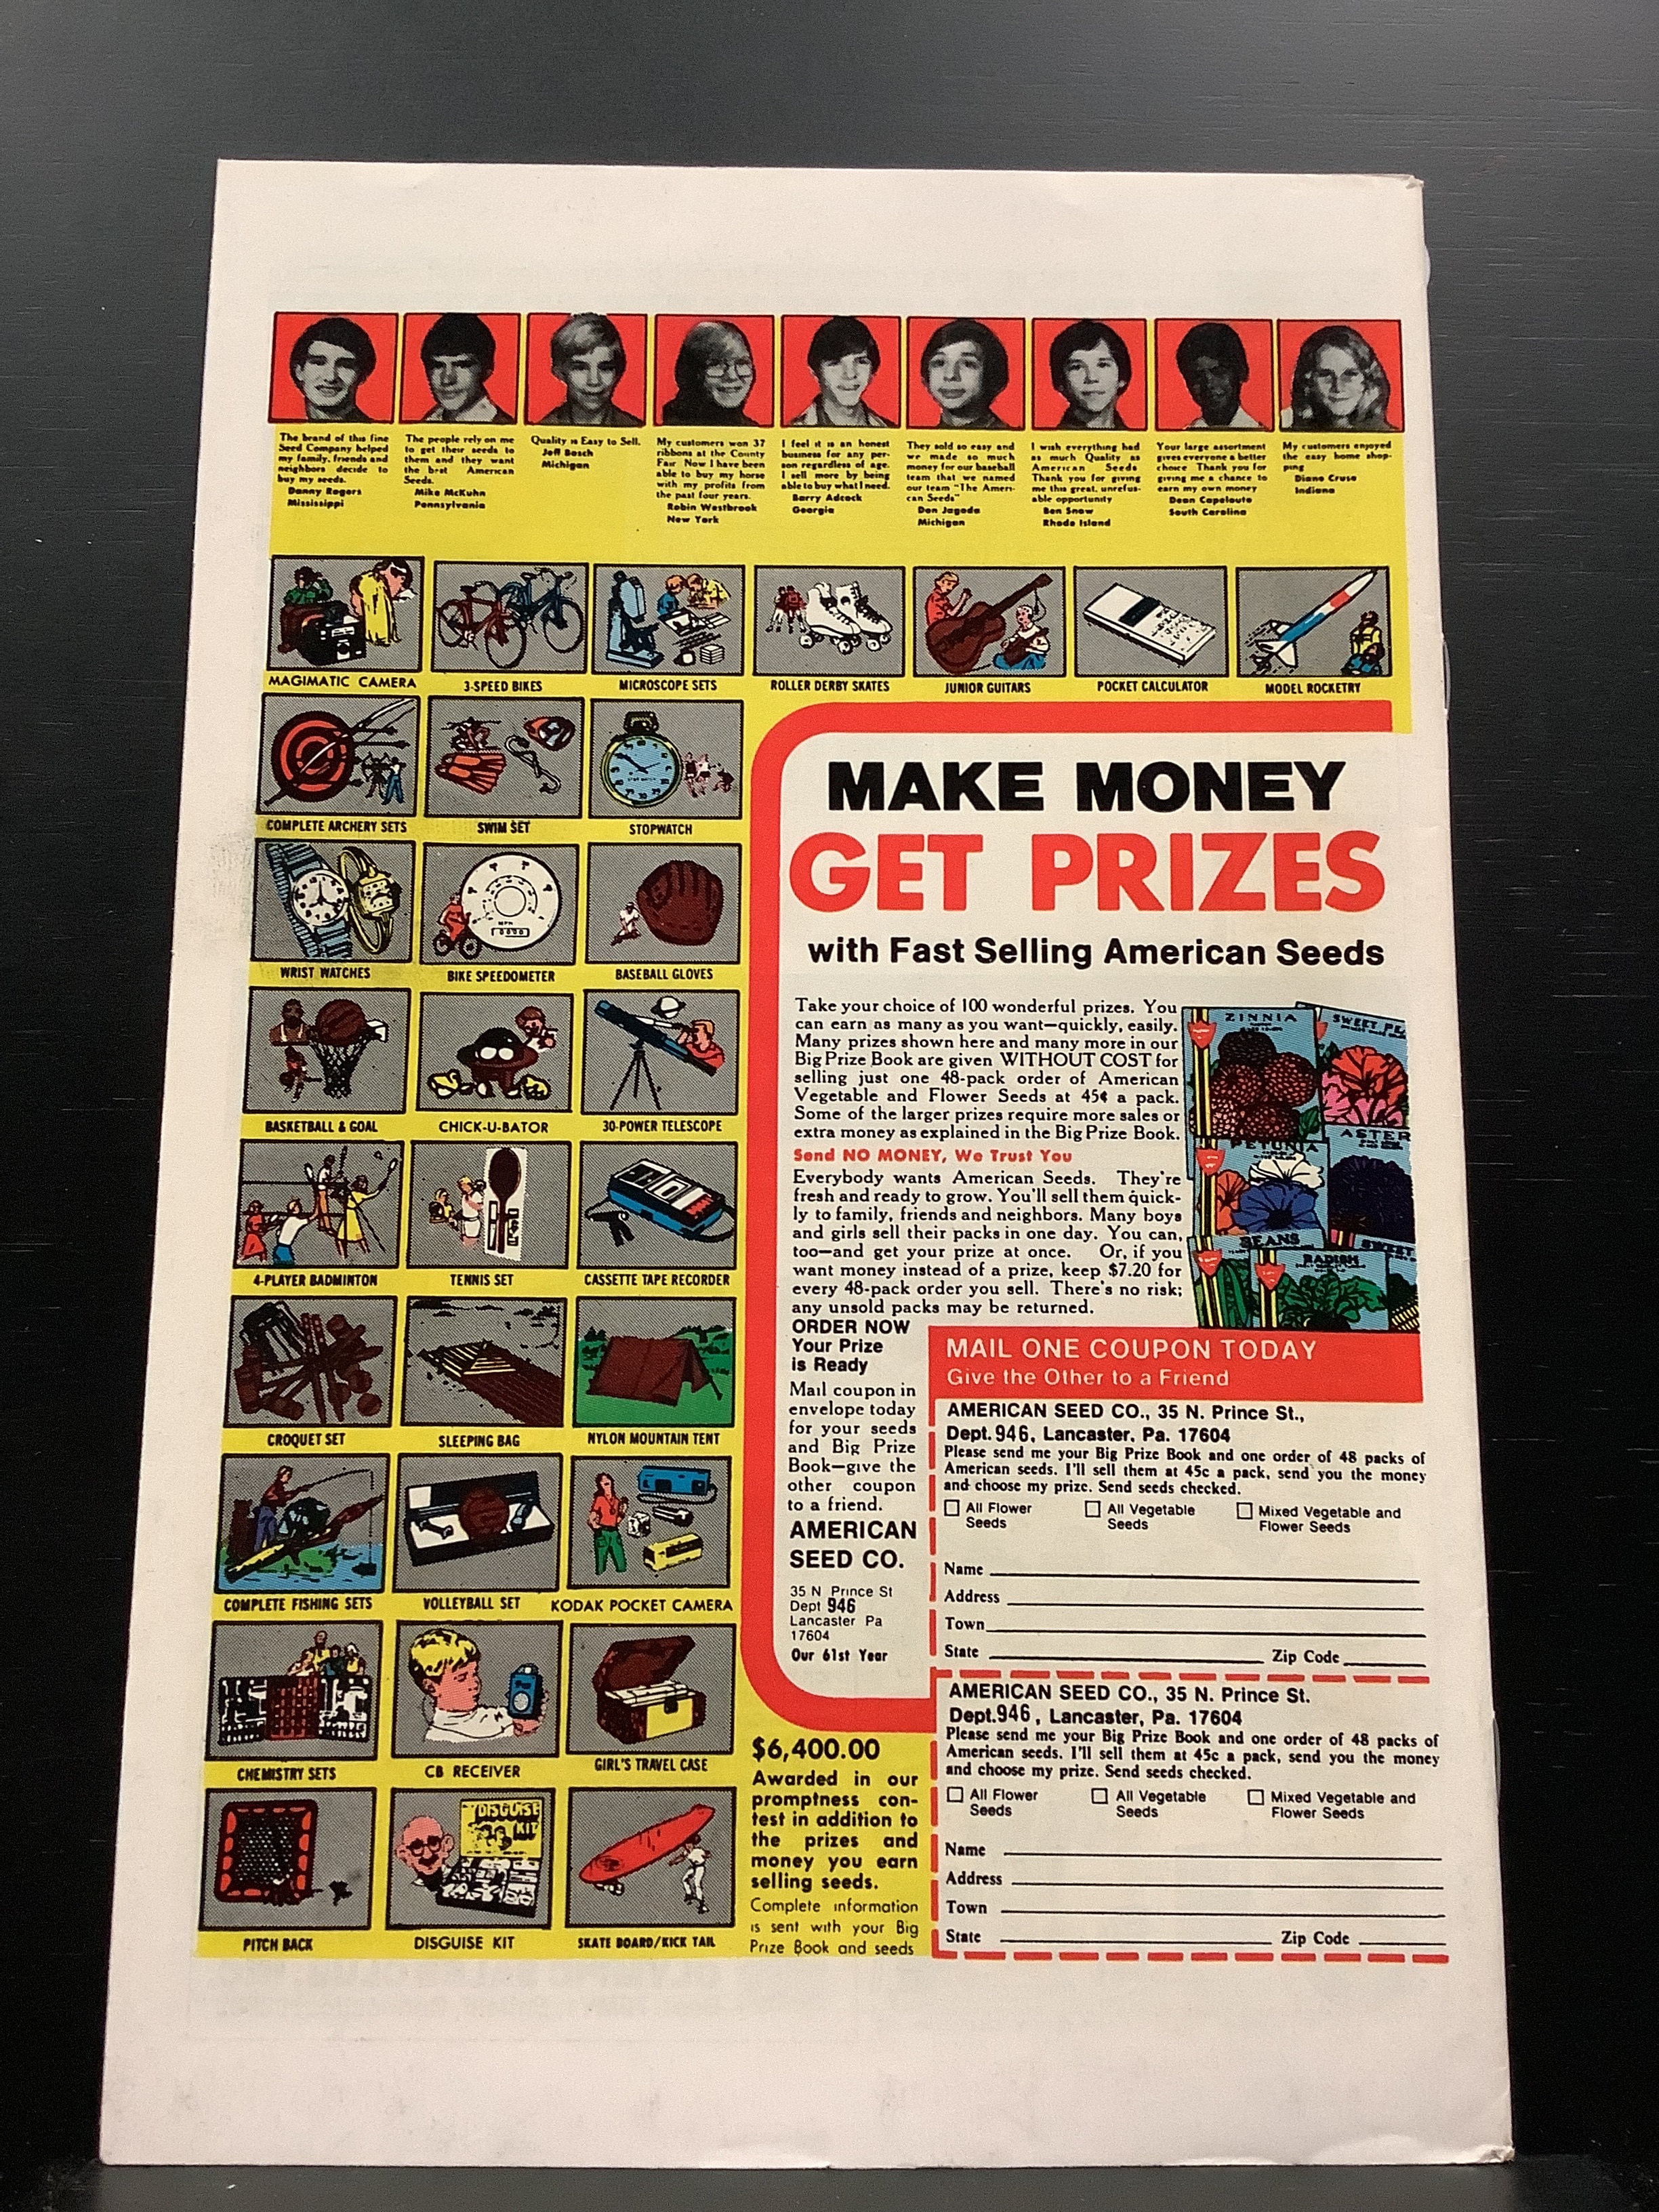 The brand of this fine
Seed Company helped
my family, friends and
neighbors decide to
buy my seeds.
Danny Rogers
Mississippi
The people rely on me
to get their seeds to
them and they want
the best American
Seeds.
Mike McKuhn
Pennsylvania
Quality is Easy to Sell.
Jeff Bosch
Michigan
My customers won 37
ribbons at the County
Fair Now I have been
able to buy my horse
with my profits from
the past four years.
Robin Westbrook
New York
I feel it is an honest
business for any per-
son regardless of age.
I sell more by being
able to buy what I need.
Barry Adcock
Georgia
They sold so easy and
we made so much
money for our baseball
team that we named
our team "The Ameri-
can Seeds"
Don Jagoda
Michigan
I wish everything had
as much Quality as
American Seeds
Thank you for giving
me this great, unrefus-
able opportunity
Ben Snow
Rhode Island
Your large assortment
gives everyone a better
choice Thank you for
giving me a chance to
earn my own money
Dean Capeloute
South Carolina
My customers enjoyed
the easy home shop-
ping
Diane Cruse
Indiana
MAGIMATIC CAMERA
3-SPEED BIKES
MICROSCOPE SETS
ROLLER DERBY SKATES
JUNIOR GUITARS
POCKET CALCULATOR
MODEL ROCKETRY
COMPLETE ARCHERY SETS
SWIM SET
STOPWATCH
WRIST WATCHES
BIKE SPEEDOMETER
BASEBALL GLOVES
BASKETBALL & GOAL
CHICK-U-BATOR
30-POWER TELESCOPE
4-PLAYER BADMINTON
TENNIS SET
CASSETTE TAPE RECORDER
CROQUET SET
SLEEPING BAG
NYLON MOUNTAIN TENT
COMPLETE FISHING SETS
VOLLEYBALL SET
KODAK POCKET CAMERA
CHEMISTRY SETS
CB RECEIVER
GIRL'S TRAVEL CASE
DISGUISE
KIT
PITCH BACK
DISGUISE KIT
SKATE BOARD/KICK TAIL
MAKE MONEY
GET PRIZES
with Fast Selling American Seeds
Take your choice of 100 wonderful prizes. You
can earn as many as you want—quickly, easily.
Many prizes shown here and many more in our
Big Prize Book are given WITHOUT COST for
selling just one 48-pack order of American
Vegetable and Flower Seeds at 45¢ a pack.
Some of the larger prizes require more sales or
extra money as explained in the Big Prize Book.
Send NO MONEY, We Trust You
Everybody wants American Seeds. They're
fresh and ready to grow. You'll sell them quick-
ly to family, friends and neighbors. Many boys
and girls sell their packs in one day. You can,
too—and get your prize at once. Or, if you
want money instead of a prize, keep $7.20 for
every 48-pack order you sell. There's no risk;
any unsold packs may be returned.
ZINNIA
SWEET PE
PETUNIA
ASTER
BEANS
RADISH
SWEET
ORDER NOW
Your Prize
is Ready
Mail coupon in
envelope today
for your seeds
and Big Prize
Book—give the
other coupon
to a friend.
AMERICAN
SEED CO.
35 N Prince St
Dept 946
Lancaster Pa
17604
Our 61st Year
$6,400.00
Awarded in our
promptness con-
test in addition to
the prizes and
money you earn
selling seeds.
Complete information
is sent with your Big
Prize Book and seeds
MAIL ONE COUPON TODAY
Give the Other to a Friend
AMERICAN SEED CO., 35 N. Prince St.,
Dept. 946, Lancaster, Pa. 17604
Please send me your Big Prize Book and one order of 48 packs of
American seeds. I'll sell them at 45c a pack, send you the money
and choose my prize. Send seeds checked.
All Flower Seeds
All Vegetable Seeds
Mixed Vegetable and Flower Seeds
Name
Address
Town
State Zip Code
AMERICAN SEED CO., 35 N. Prince St.
Dept. 946, Lancaster, Pa. 17604
Please send me your Big Prize Book and one order of 48 packs of
American seeds. I'll sell them at 45c a pack, send you the money
and choose my prize. Send seeds checked.
All Flower Seeds
All Vegetable Seeds
Mixed Vegetable and Flower Seeds
Name
Address
Town
State Zip Code